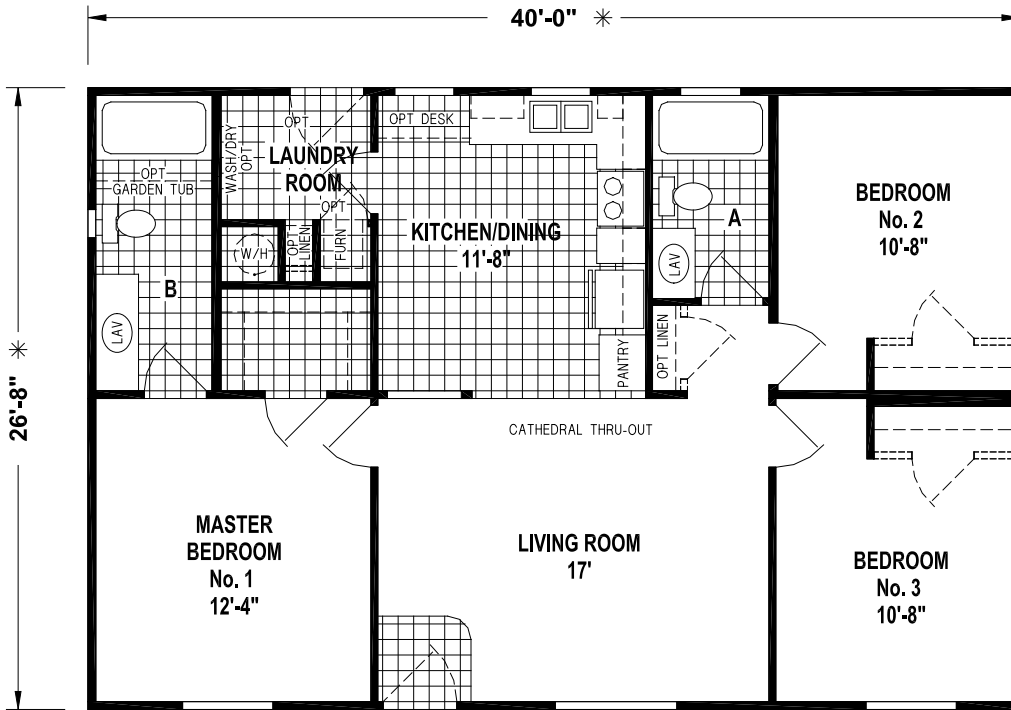 40'-0" ✳
26'-8" ✳
OPT
GARDEN TUB
LAV
B
WASH/DRY
OPT
OPT
LAUNDRY
ROOM
OPT
W/H
OPT
LINEN
FURN
OPT DESK
KITCHEN/DINING
11'-8"
PANTRY
A
LAV
OPT LINEN
BEDROOM
No. 2
10'-8"
CATHEDRAL THRU-OUT
MASTER
BEDROOM
No. 1
12'-4"
LIVING ROOM
17'
BEDROOM
No. 3
10'-8"